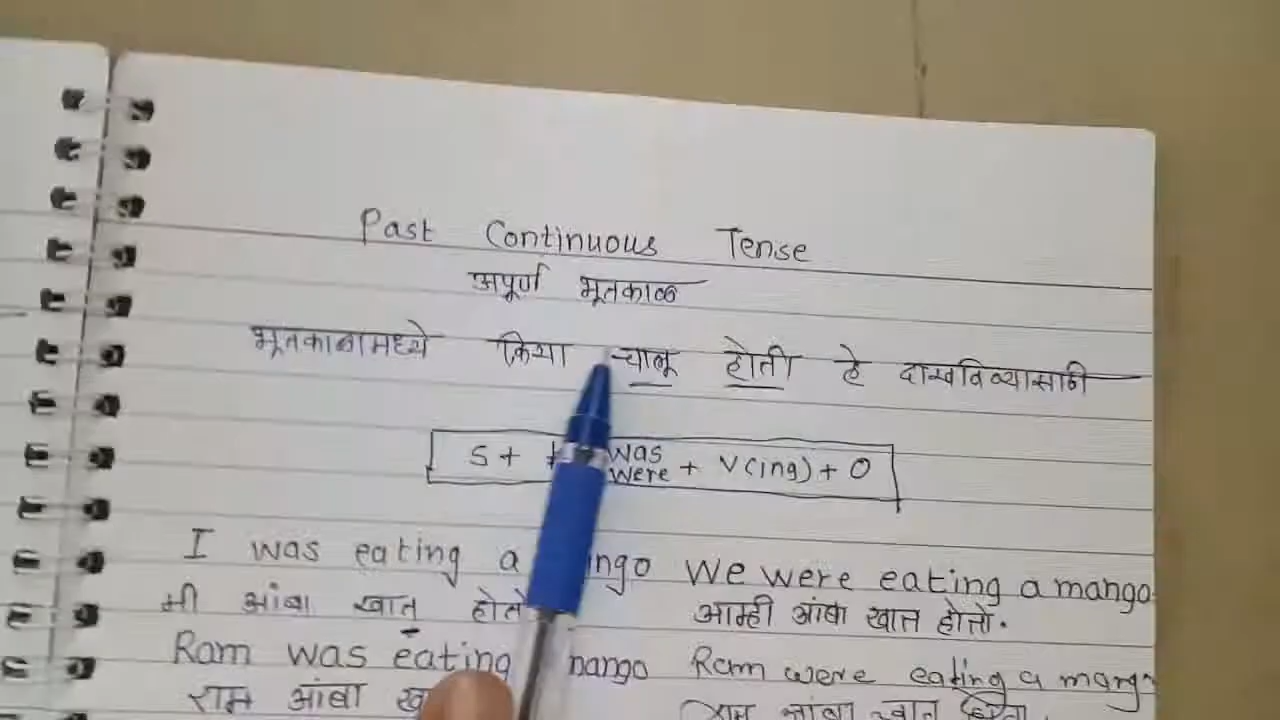 Past Continuous Tense
अपूर्ण भूतकाळ
भूतकाळामध्ये क्रिया चालू होती हे दाखविण्यासाठी
S + was
were + V(ing) + O
I was eating a ngo We were eating a mango
मी आंबा खात होतो आम्ही आंबा खात होतो.
Ram was eating mango Ram were eating a mang
राम आंबा राम आंबा खात